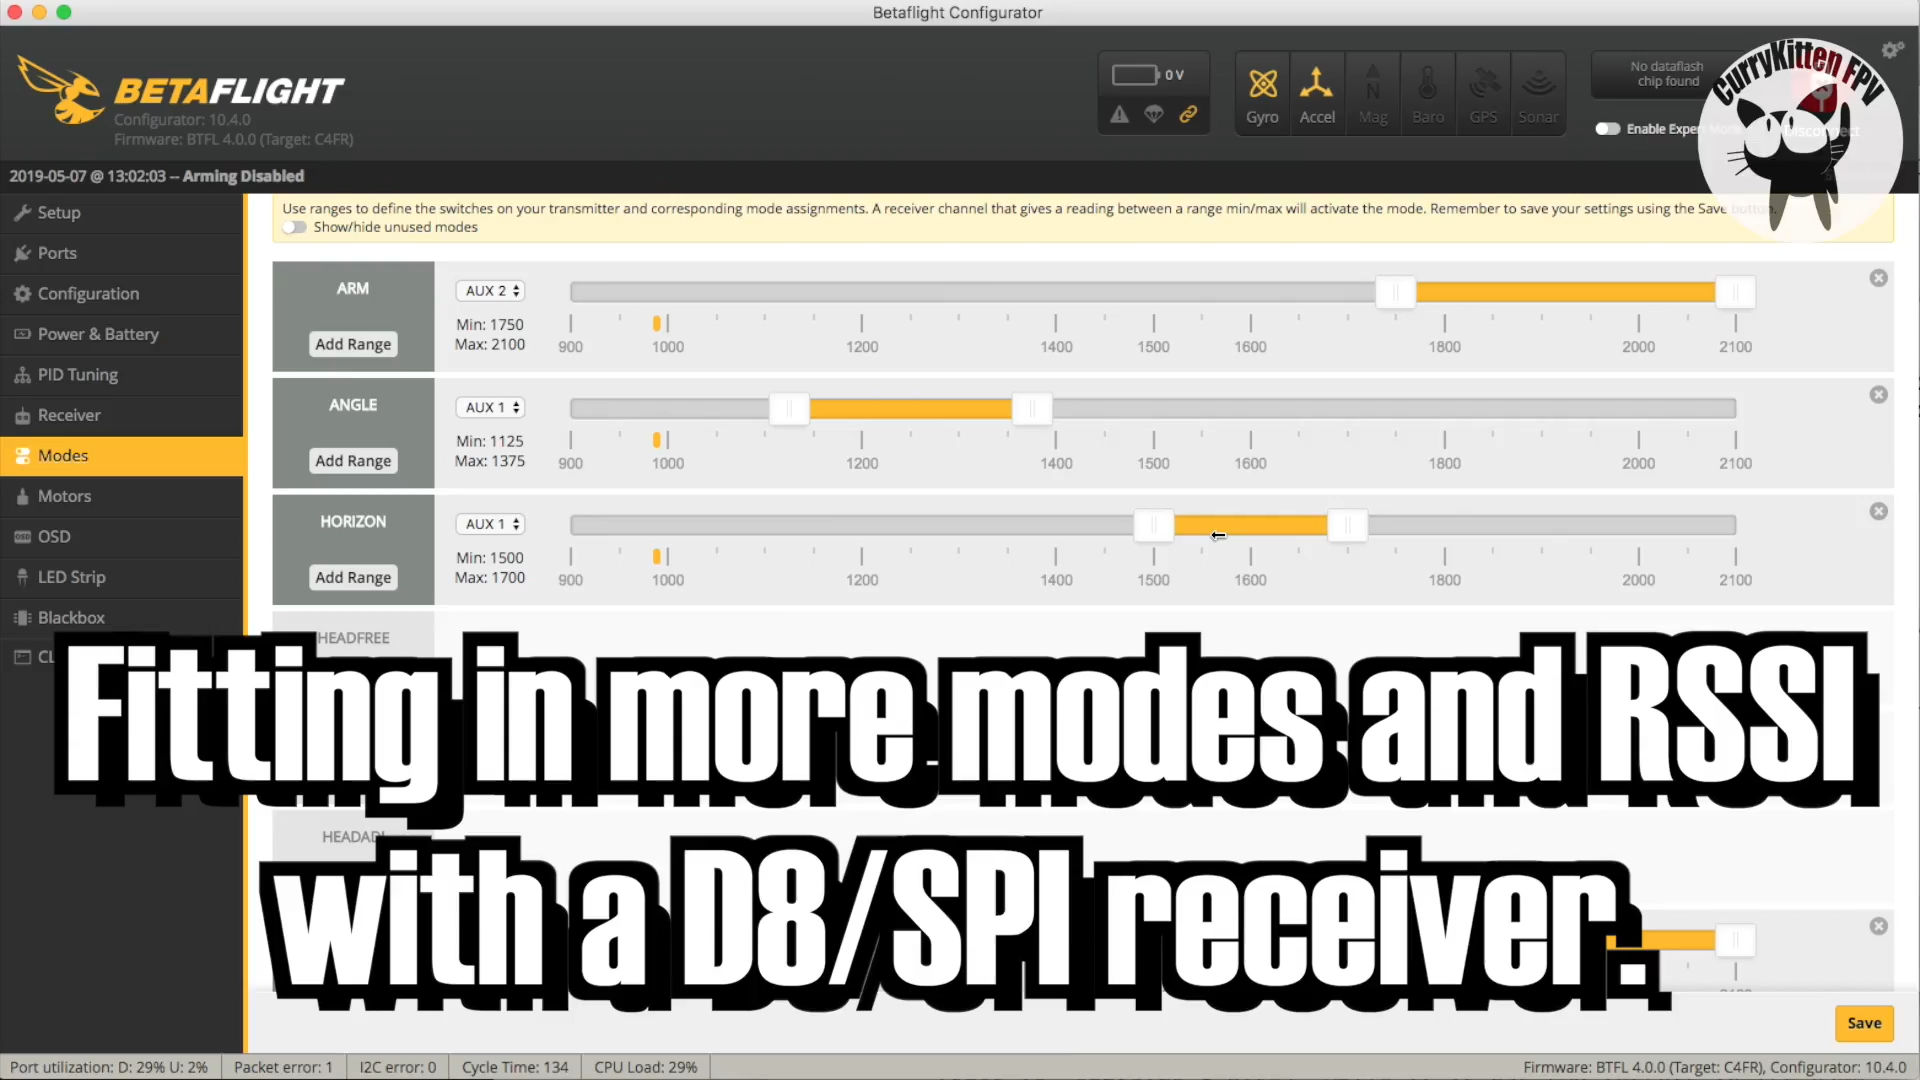 Betaflight Configurator
BETAFLIGHT
Configurator: 10.4.0
Firmware: BTFL 4.0.0 (Target: C4FR)
0 V
Gyro
Accel
Mag
Baro
GPS
Sonar
No dataflash
chip found
Enable Expert Mode
Disconnect
CurryKitten FPV
2019-05-07 @ 13:02:03 -- Arming Disabled
Setup
Ports
Configuration
Power & Battery
PID Tuning
Receiver
Modes
Motors
OSD
LED Strip
Blackbox
Use ranges to define the switches on your transmitter and corresponding mode assignments. A receiver channel that gives a reading between a range min/max will activate the mode. Remember to save your settings using the Save button.
Show/hide unused modes
ARM
Add Range
AUX 2
Min: 1750
Max: 2100
900 1000 1200 1400 1500 1600 1800 2000 2100
ANGLE
Add Range
AUX 1
Min: 1125
Max: 1375
900 1000 1200 1400 1500 1600 1800 2000 2100
HORIZON
Add Range
AUX 1
Min: 1500
Max: 1700
900 1000 1200 1400 1500 1600 1800 2000 2100
HEADFREE
Fitting in more modes and RSSI
with a D8/SPI receiver.
Save
Port utilization: D: 29% U: 2%
Packet error: 1
I2C error: 0
Cycle Time: 134
CPU Load: 29%
Firmware: BTFL 4.0.0 (Target: C4FR), Configurator: 10.4.0